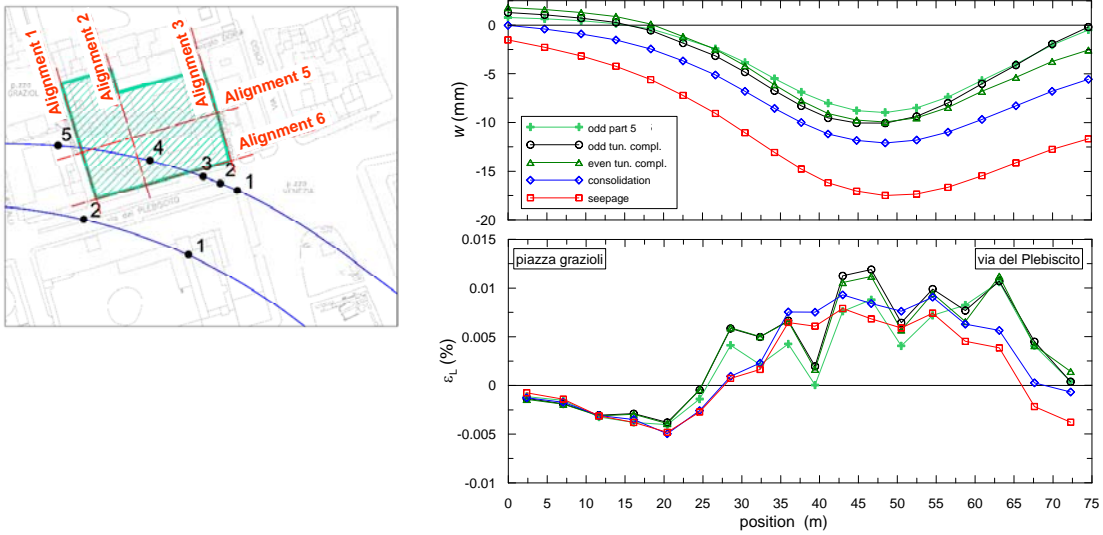 Alignment 1
Alignment 2
Alignment 3
Alignment 5
Alignment 6
5
4
3
2
1
2
1
PLEBISCITO
0
-5
-10
-15
-20
w (mm)
odd part 5
odd tun. compl.
even tun. compl.
consolidation
seepage
0.015
0.01
0.005
0
-0.005
-0.01
εL (%)
piazza grazioli
via del Plebiscito
0 5 10 15 20 25 30 35 40 45 50 55 60 65 70 75
position (m)